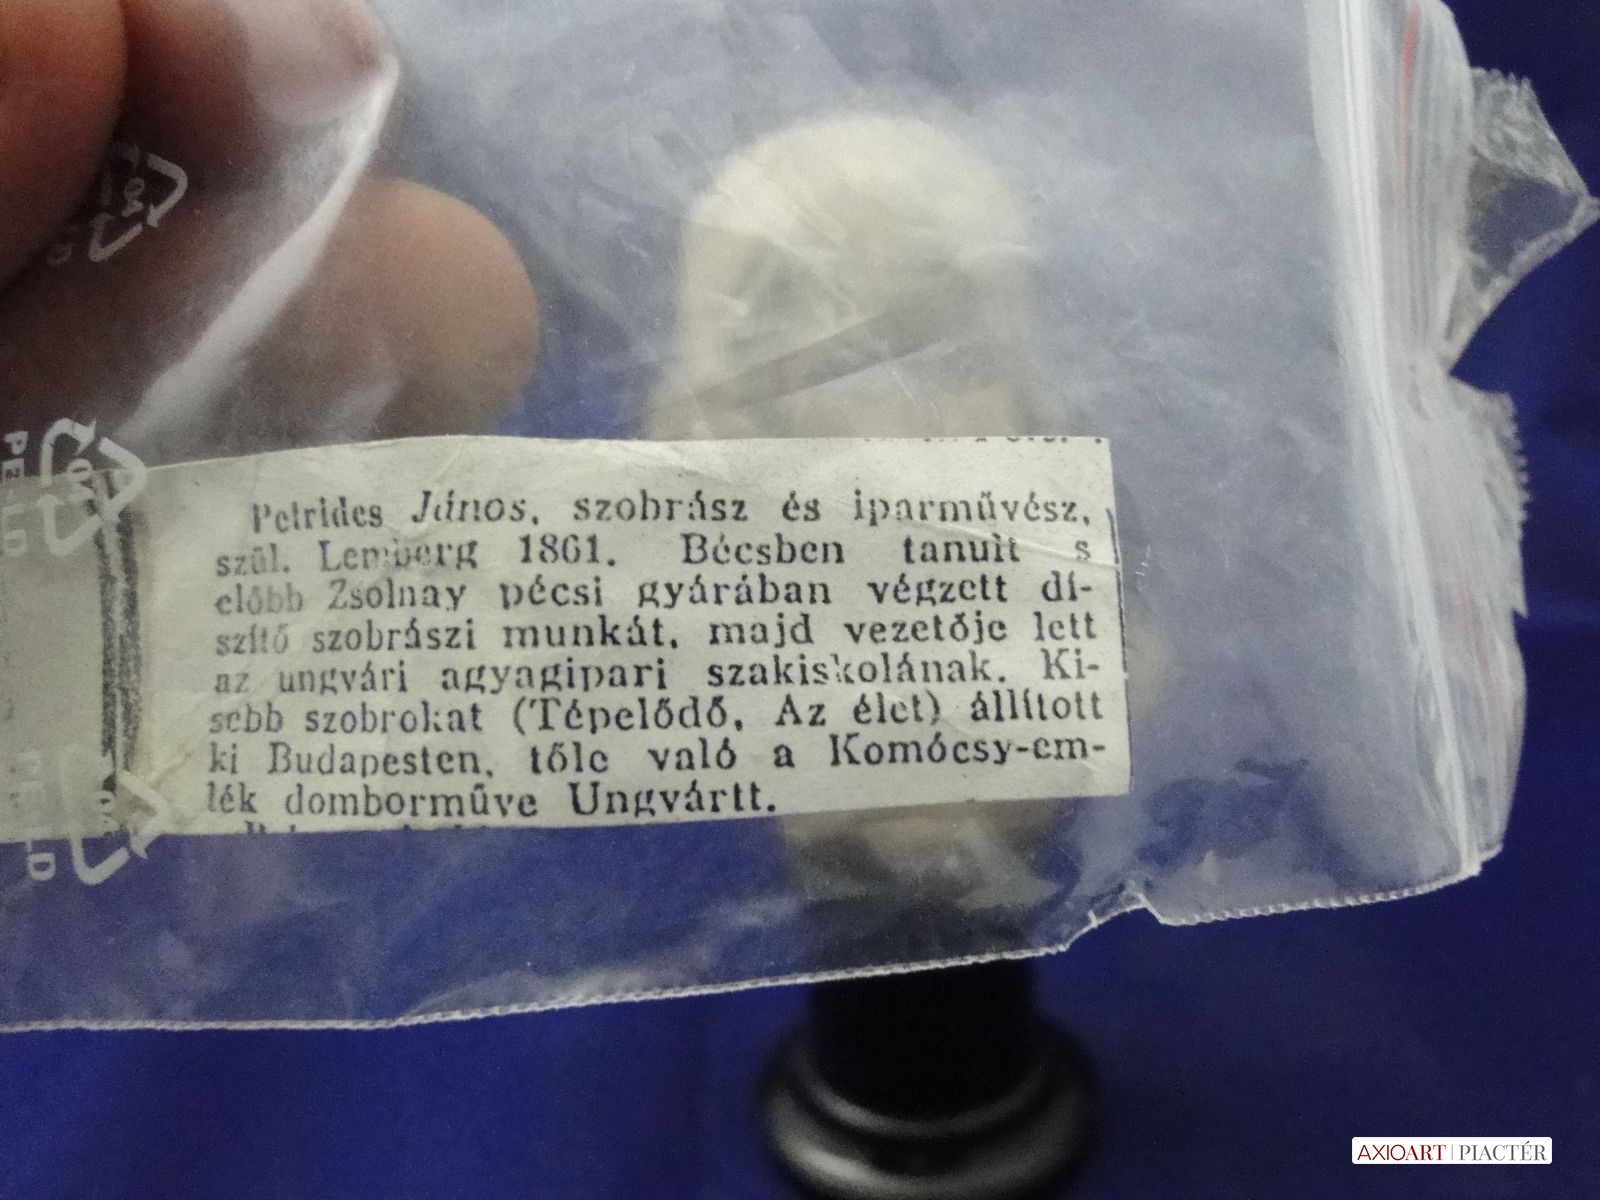 Petrides János, szobrász és iparművész,
szül. Lemberg 1861. Bécsben tanult s
előbb Zsolnay pécsi gyárában végzett dí-
szítő szobrászi munkát, majd vezetője lett
az ungvári agyagipari szakiskolának. Ki-
sebb szobrokat (Tépelődő, Az élet) állított
ki Budapesten, tőle való a Komócsy-em-
lék domborműve Ungvártt.
AXIOART | PIACTÉR